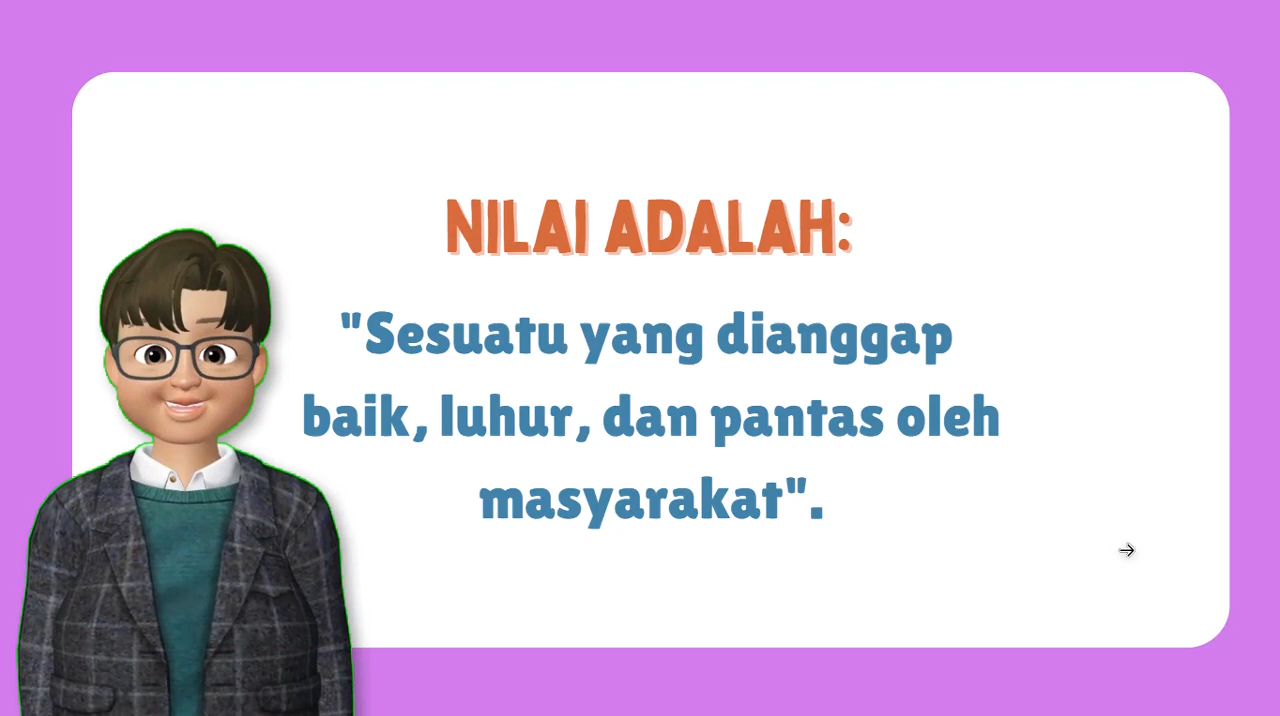 NILAI ADALAH:
"Sesuatu yang dianggap
baik, luhur, dan pantas oleh
masyarakat".